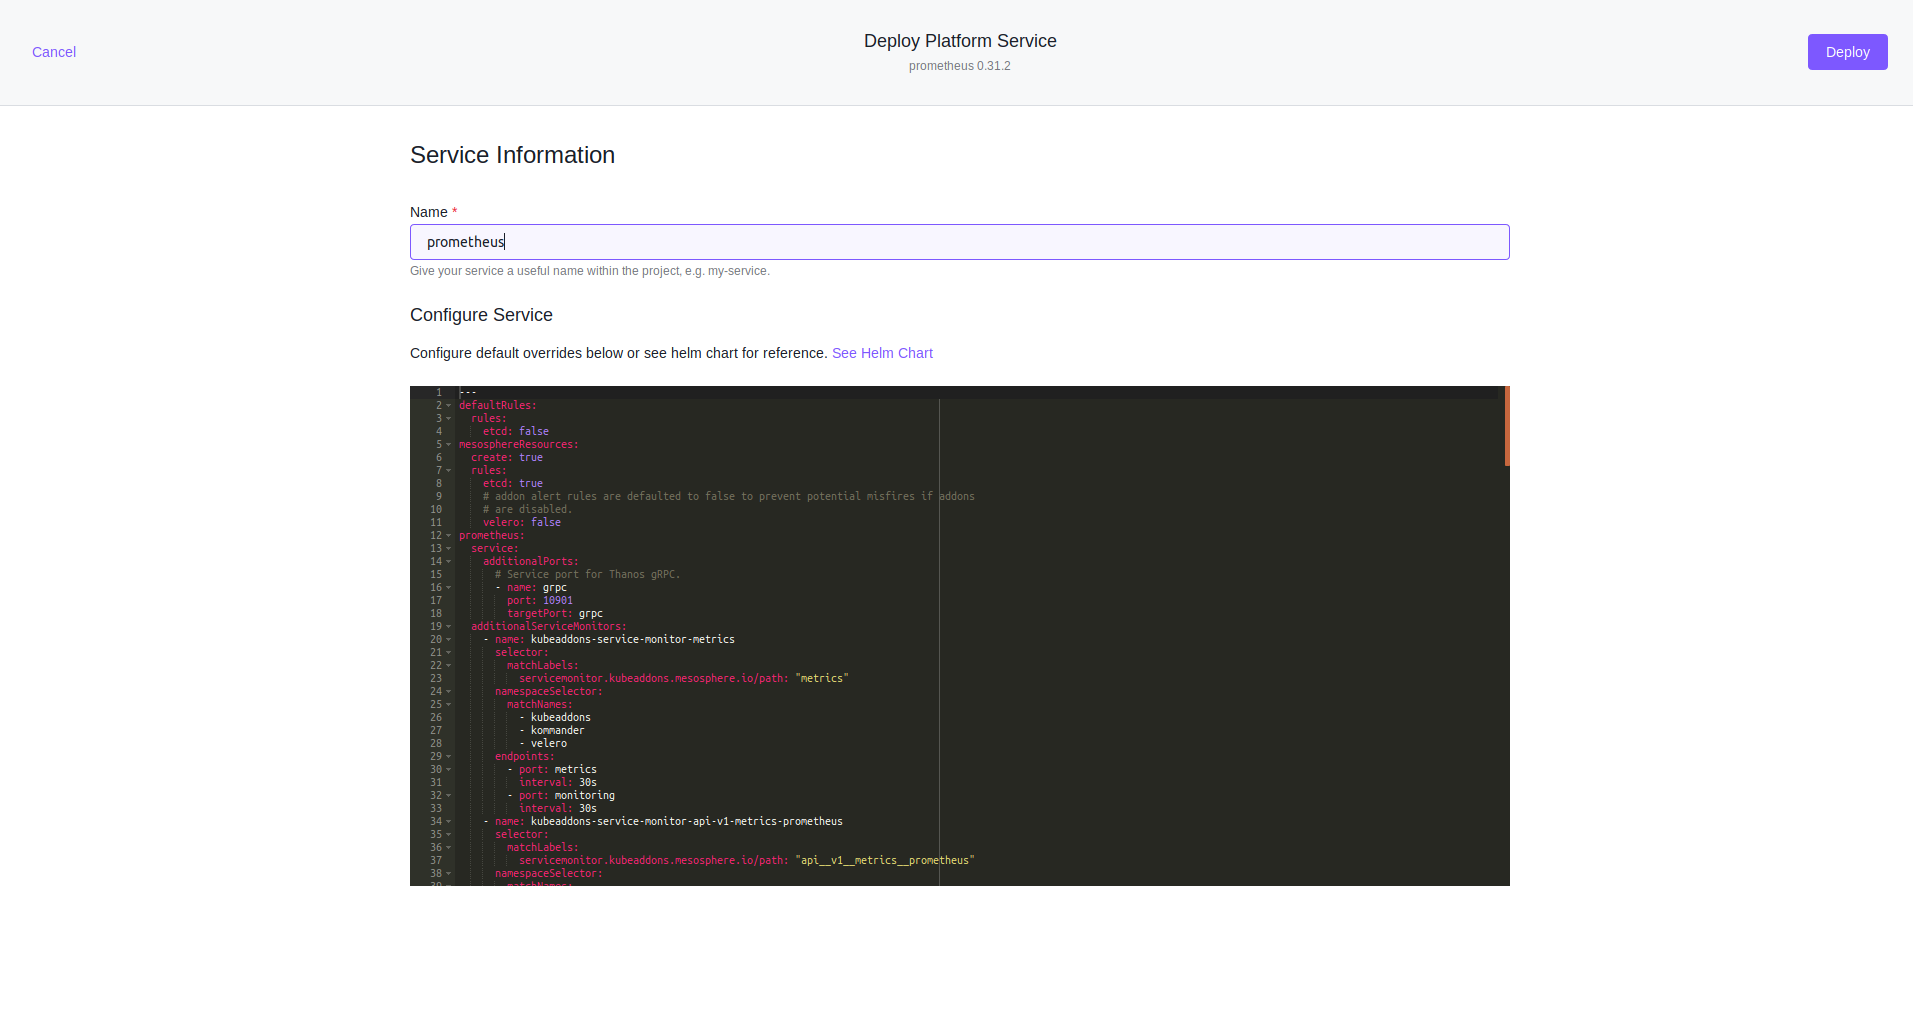 Cancel
Deploy Platform Service
prometheus 0.31.2
Deploy
Service Information
Name *
prometheus
Give your service a useful name within the project, e.g. my-service.
Configure Service
Configure default overrides below or see helm chart for reference. See Helm Chart
1 ---
2 defaultRules:
3   rules:
4     etcd: false
5 mesosphereResources:
6   create: true
7   rules:
8     etcd: true
9     # addon alert rules are defaulted to false to prevent potential misfires if addons
10     # are disabled.
11     velero: false
12 prometheus:
13   service:
14     additionalPorts:
15       # Service port for Thanos gRPC.
16       - name: grpc
17         port: 10901
18         targetPort: grpc
19   additionalServiceMonitors:
20     - name: kubeaddons-service-monitor-metrics
21       selector:
22         matchLabels:
23           servicemonitor.kubeaddons.mesosphere.io/path: "metrics"
24       namespaceSelector:
25         matchNames:
26           - kubeaddons
27           - kommander
28           - velero
29       endpoints:
30         - port: metrics
31           interval: 30s
32         - port: monitoring
33           interval: 30s
34     - name: kubeaddons-service-monitor-api-v1-metrics-prometheus
35       selector:
36         matchLabels:
37           servicemonitor.kubeaddons.mesosphere.io/path: "api__v1__metrics__prometheus"
38       namespaceSelector:
39         matchNames: